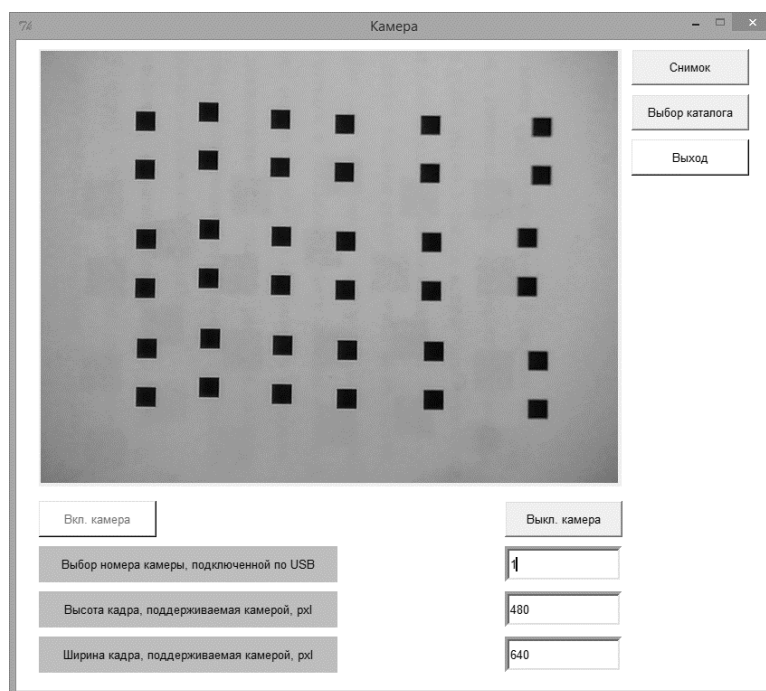 Камера
Снимок
Выбор каталога
Выход
Вкл. камера
Выкл. камера
Выбор номера камеры, подключенной по USB
1
Высота кадра, поддерживаемая камерой, pxl
480
Ширина кадра, поддерживаемая камерой, pxl
640